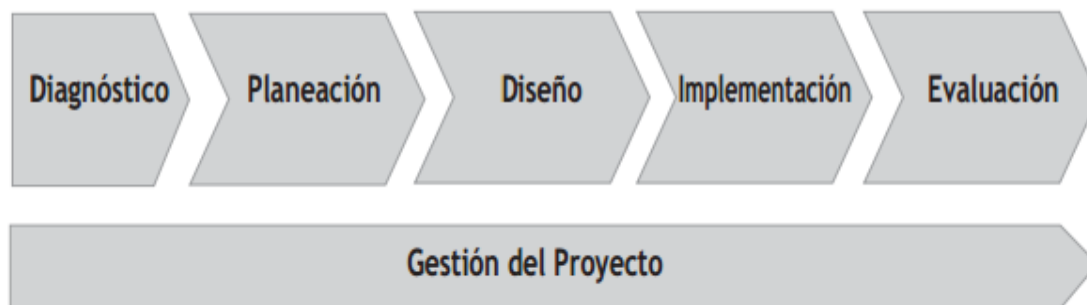 Diagnóstico
Planeación
Diseño
Implementación
Evaluación
Gestión del Proyecto